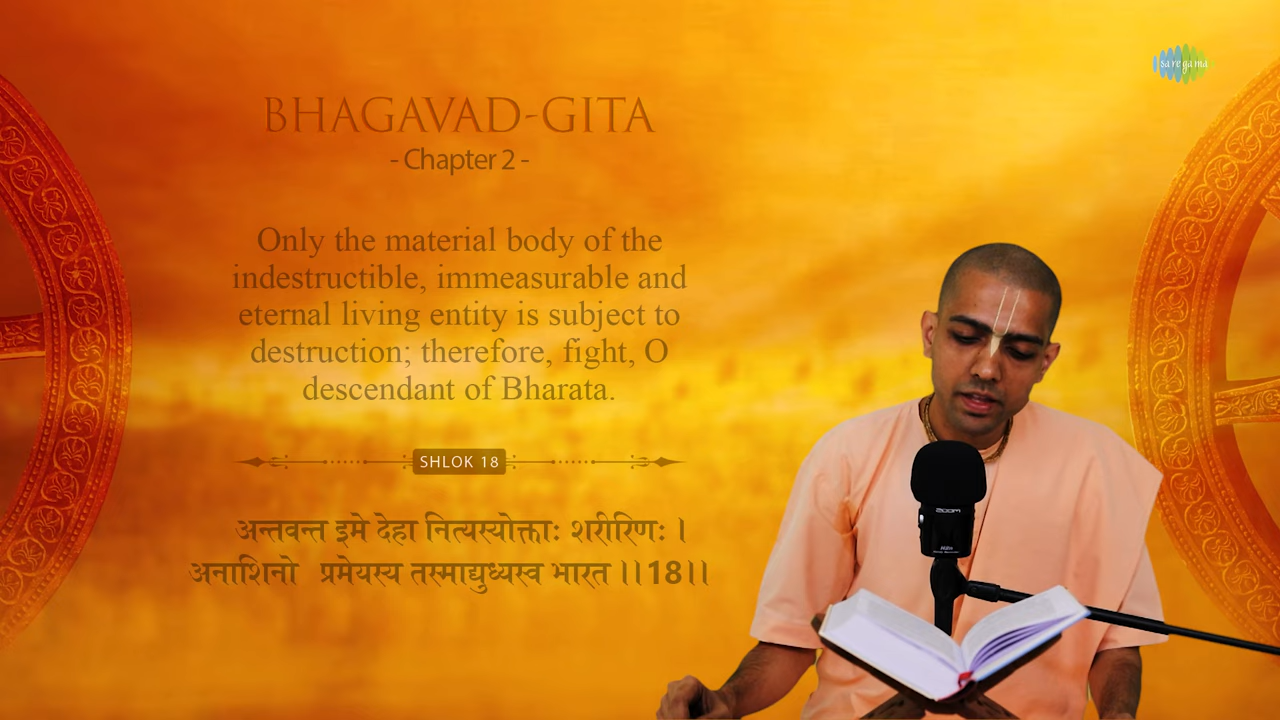 saregama
BHAGAVAD-GITA
- Chapter 2 -
Only the material body of the
indestructible, immeasurable and
eternal living entity is subject to
destruction; therefore, fight, O
descendant of Bharata.
SHLOK 18
अन्तवन्त इमे देहा नित्यस्योक्ताः शरीरिणः ।
अनाशिनो प्रमेयस्य तस्माद्युध्यस्व भारत ।।18।।
ZOOM